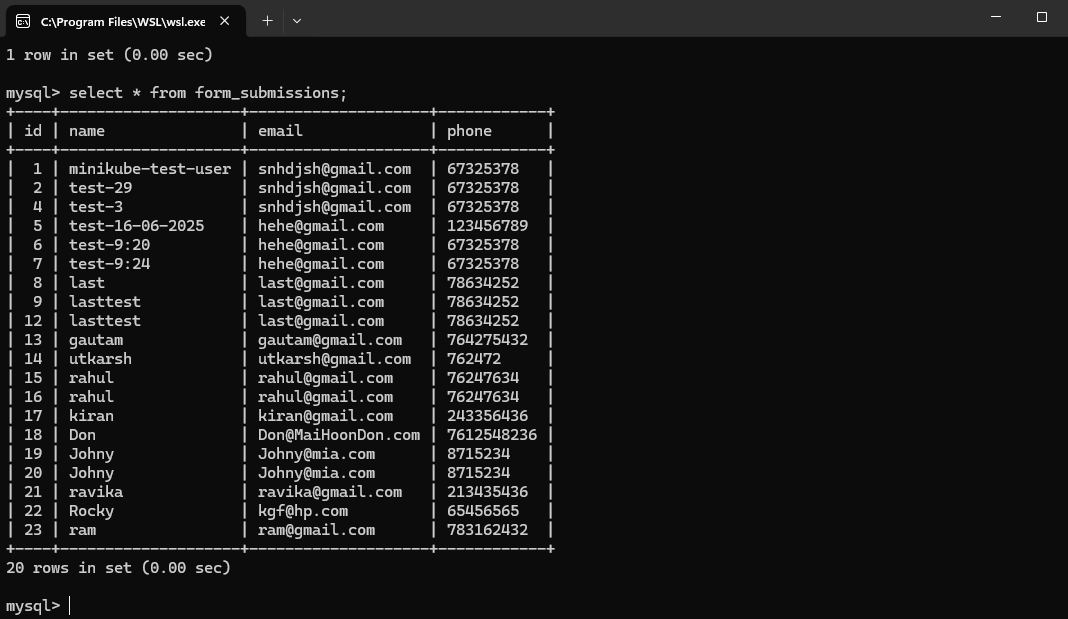 C:\Program Files\WSL\wsl.exe
1 row in set (0.00 sec)
mysql> select * from form_submissions;
+----+--------------------+--------------------+------------+
| id | name               | email              | phone      |
+----+--------------------+--------------------+------------+
|  1 | minikube-test-user | snhdjsh@gmail.com  | 67325378   |
|  2 | test-29            | snhdjsh@gmail.com  | 67325378   |
|  4 | test-3             | snhdjsh@gmail.com  | 67325378   |
|  5 | test-16-06-2025    | hehe@gmail.com     | 123456789  |
|  6 | test-9:20          | hehe@gmail.com     | 67325378   |
|  7 | test-9:24          | hehe@gmail.com     | 67325378   |
|  8 | last               | last@gmail.com     | 78634252   |
|  9 | lasttest           | last@gmail.com     | 78634252   |
| 12 | lasttest           | last@gmail.com     | 78634252   |
| 13 | gautam             | gautam@gmail.com   | 764275432  |
| 14 | utkarsh            | utkarsh@gmail.com  | 762472     |
| 15 | rahul              | rahul@gmail.com    | 76247634   |
| 16 | rahul              | rahul@gmail.com    | 76247634   |
| 17 | kiran              | kiran@gmail.com    | 243356436  |
| 18 | Don                | Don@MaiHoonDon.com | 7612548236 |
| 19 | Johny              | Johny@mia.com      | 8715234    |
| 20 | Johny              | Johny@mia.com      | 8715234    |
| 21 | ravika             | ravika@gmail.com   | 213435436  |
| 22 | Rocky              | kgf@hp.com         | 65456565   |
| 23 | ram                | ram@gmail.com      | 783162432  |
+----+--------------------+--------------------+------------+
20 rows in set (0.00 sec)
mysql>